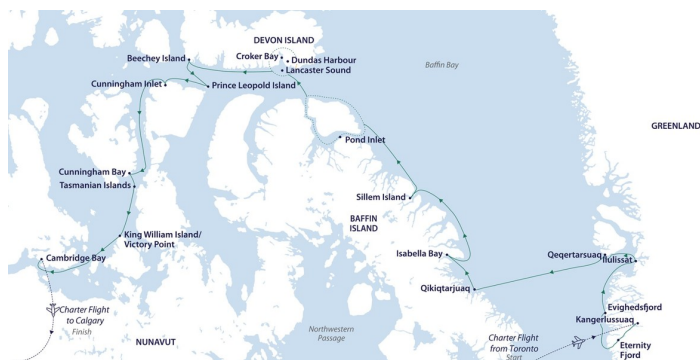 DEVON ISLAND
Beechey Island
Croker Bay
Dundas Harbour
Lancaster Sound
Baffin Bay
Cunningham Inlet
Prince Leopold Island
GREENLAND
Pond Inlet
Cunningham Bay
Tasmanian Islands
Sillem Island
BAFFIN
ISLAND
King William Island/
Victory Point
Cambridge Bay
Isabella Bay
Qeqertarsuaq
Ilulissat
Qikiqtarjuaq
Charter Flight
to Calgary
Finish
Evighedsfjord
Kangerlussuaq
NUNAVUT
Northwestern
Passage
Charter Flight
from Toronto
Start
Eternity
Fjord